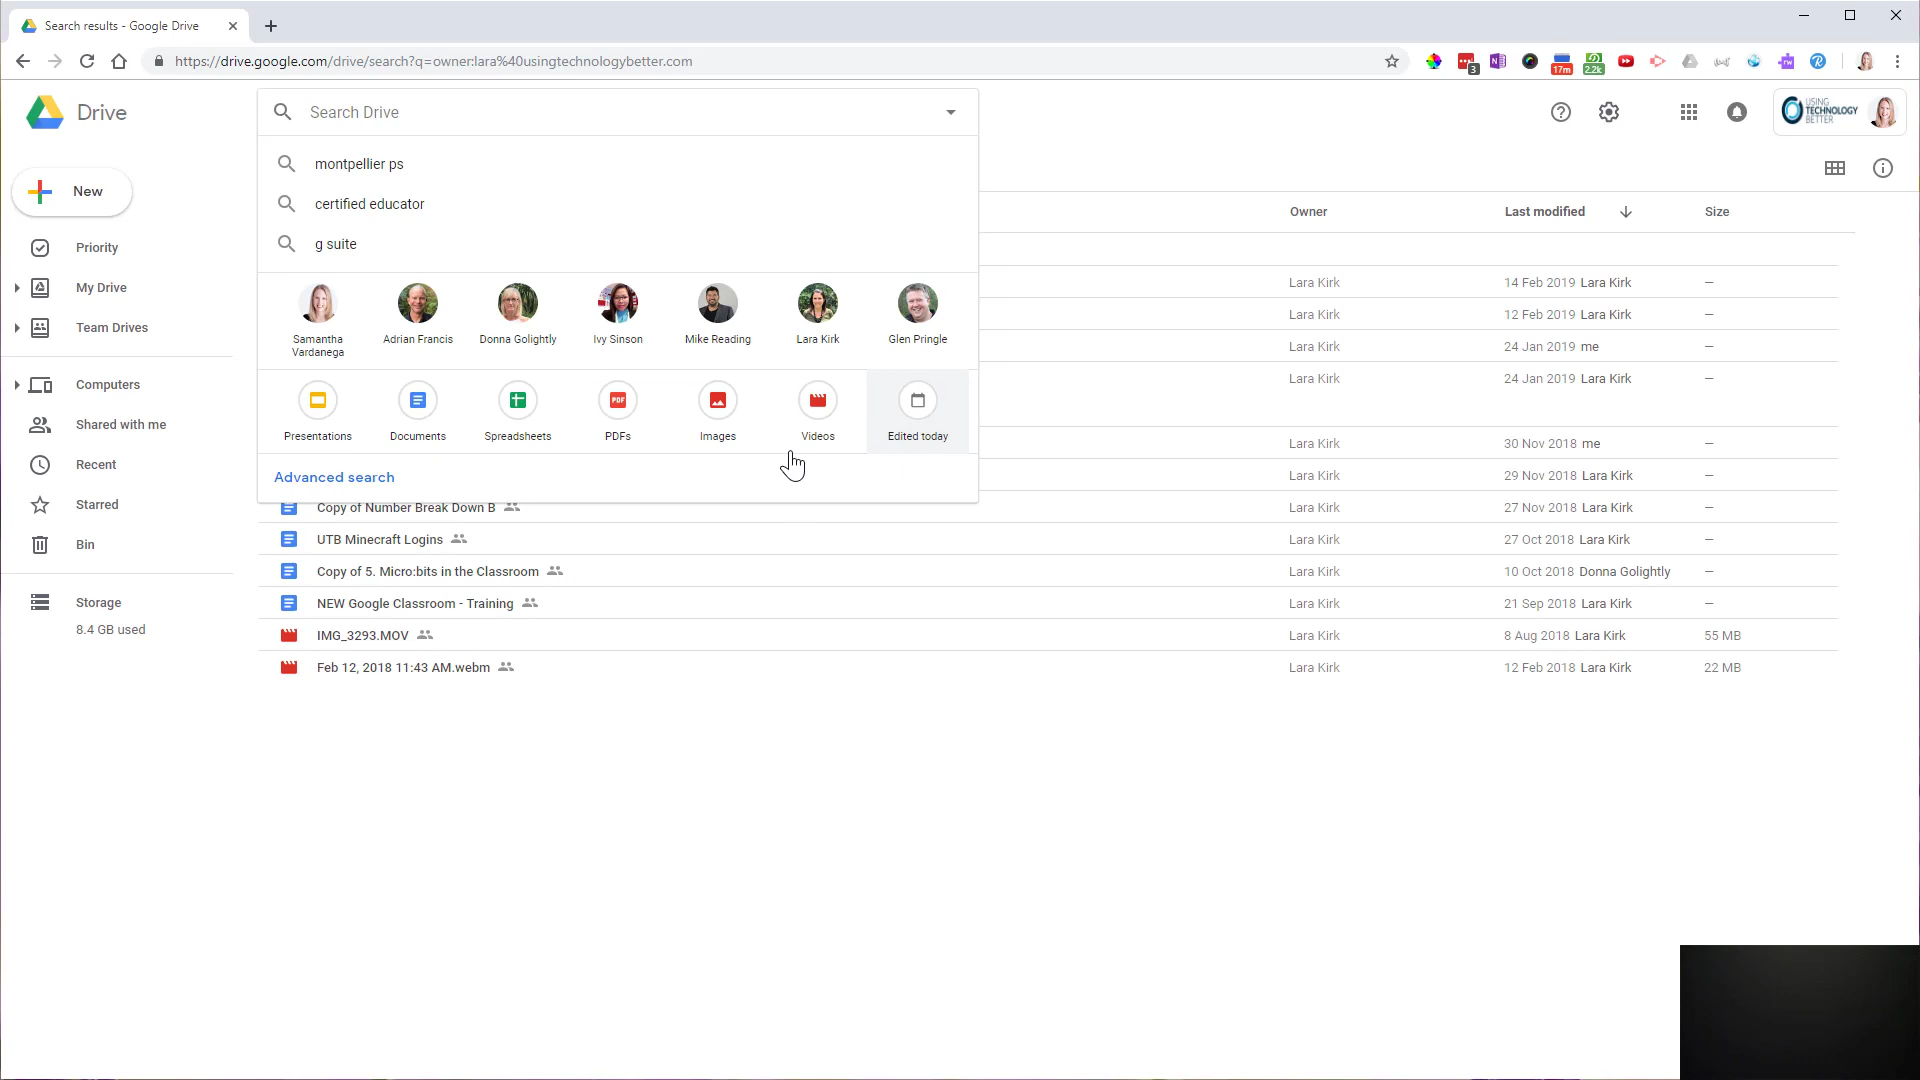 Search results - Google Drive
https://drive.google.com/drive/search?q=owner:lara%40usingtechnologybetter.com
3
17m
2.2k
Drive
Search Drive
USING
TECHNOLOGY
BETTER
New
montpellier ps
certified educator
g suite
Owner
Last modified
Size
Priority
My Drive
Team Drives
Computers
Shared with me
Recent
Starred
Bin
Storage
8.4 GB used
Samantha Vardanega
Adrian Francis
Donna Golightly
Ivy Sinson
Mike Reading
Lara Kirk
Glen Pringle
Presentations
Documents
Spreadsheets
PDF
PDFs
Images
Videos
Edited today
Advanced search
Lara Kirk 14 Feb 2019 Lara Kirk –
Lara Kirk 12 Feb 2019 Lara Kirk –
Lara Kirk 24 Jan 2019 me –
Lara Kirk 24 Jan 2019 Lara Kirk –
Lara Kirk 30 Nov 2018 me –
Lara Kirk 29 Nov 2018 Lara Kirk –
Copy of Number Break Down B Lara Kirk 27 Nov 2018 Lara Kirk –
UTB Minecraft Logins Lara Kirk 27 Oct 2018 Lara Kirk –
Copy of 5. Micro:bits in the Classroom Lara Kirk 10 Oct 2018 Donna Golightly –
NEW Google Classroom - Training Lara Kirk 21 Sep 2018 Lara Kirk –
IMG_3293.MOV Lara Kirk 8 Aug 2018 Lara Kirk 55 MB
Feb 12, 2018 11:43 AM.webm Lara Kirk 12 Feb 2018 Lara Kirk 22 MB